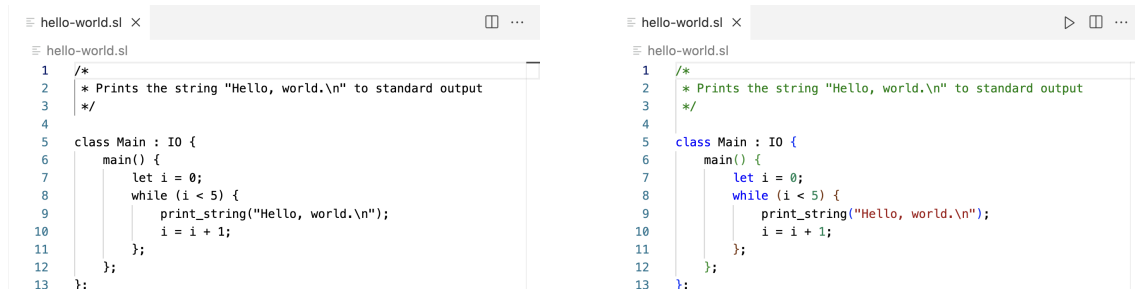 hello-world.sl
hello-world.sl
1 /*
2 * Prints the string "Hello, world.\n" to standard output
3 */
4
5 class Main : IO {
6 main() {
7 let i = 0;
8 while (i < 5) {
9 print_string("Hello, world.\n");
10 i = i + 1;
11 };
12 };
13 };
hello-world.sl
hello-world.sl
1 /*
2 * Prints the string "Hello, world.\n" to standard output
3 */
4
5 class Main : IO {
6 main() {
7 let i = 0;
8 while (i < 5) {
9 print_string("Hello, world.\n");
10 i = i + 1;
11 };
12 };
13 };